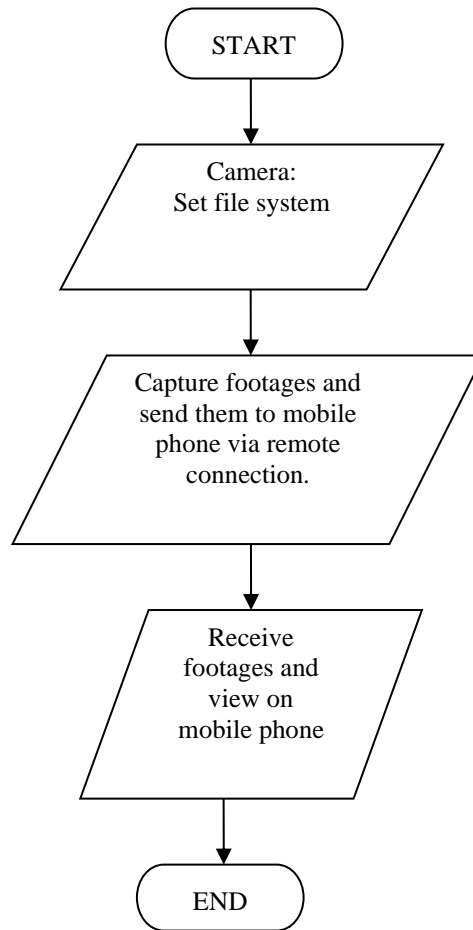 START
Camera:
Set file system
Capture footages and
send them to mobile
phone via remote
connection.
Receive
footages and
view on
mobile phone
END